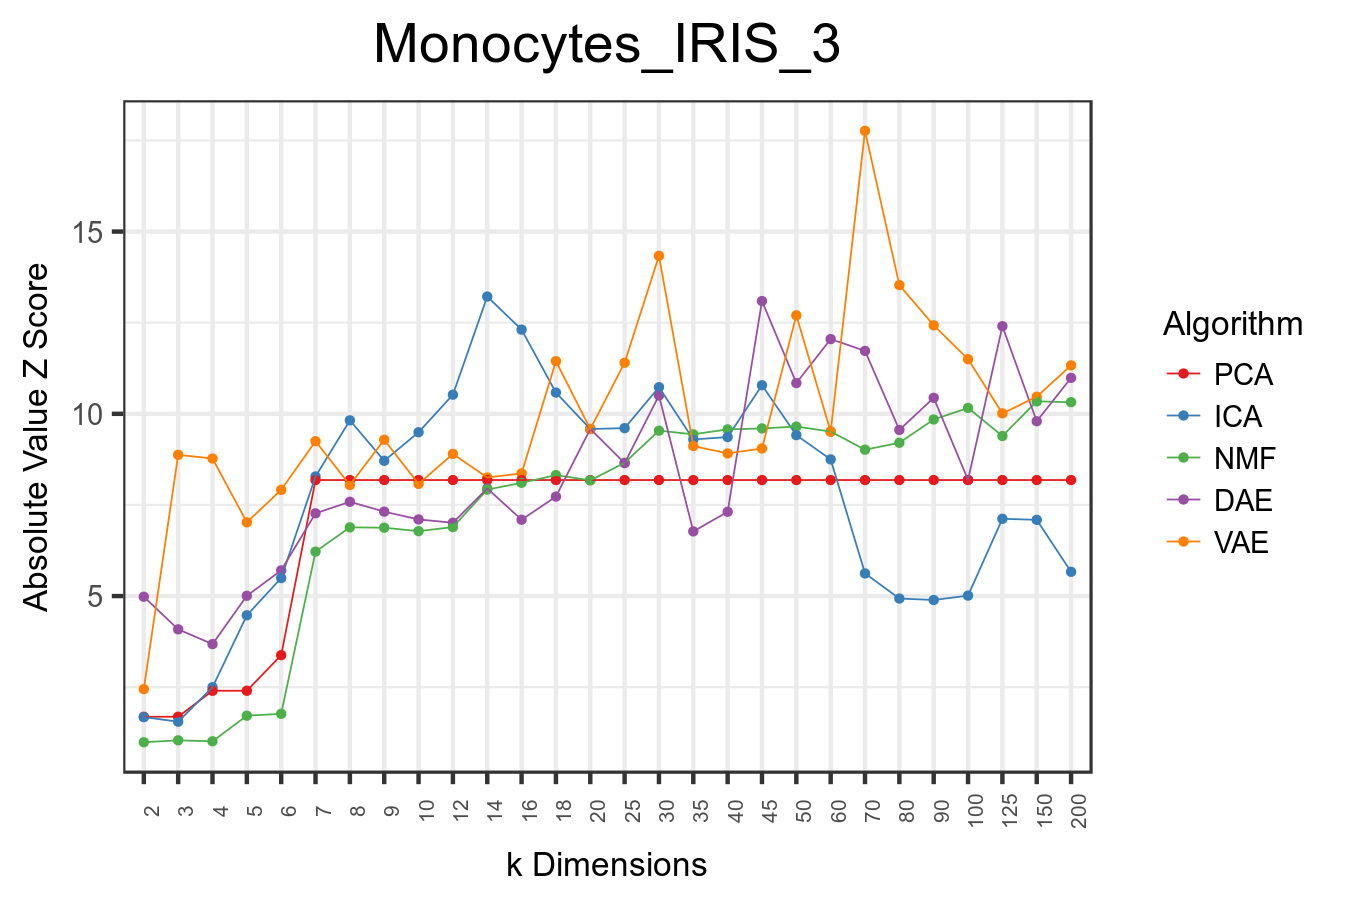 Monocytes_IRIS_3
Absolute Value Z Score
15
10
5
2 3 4 5 6 7 8 9 10 12 14 16 18 20 25 30 35 40 45 50 60 70 80 90 100 125 150 200
k Dimensions
Algorithm
PCA
ICA
NMF
DAE
VAE